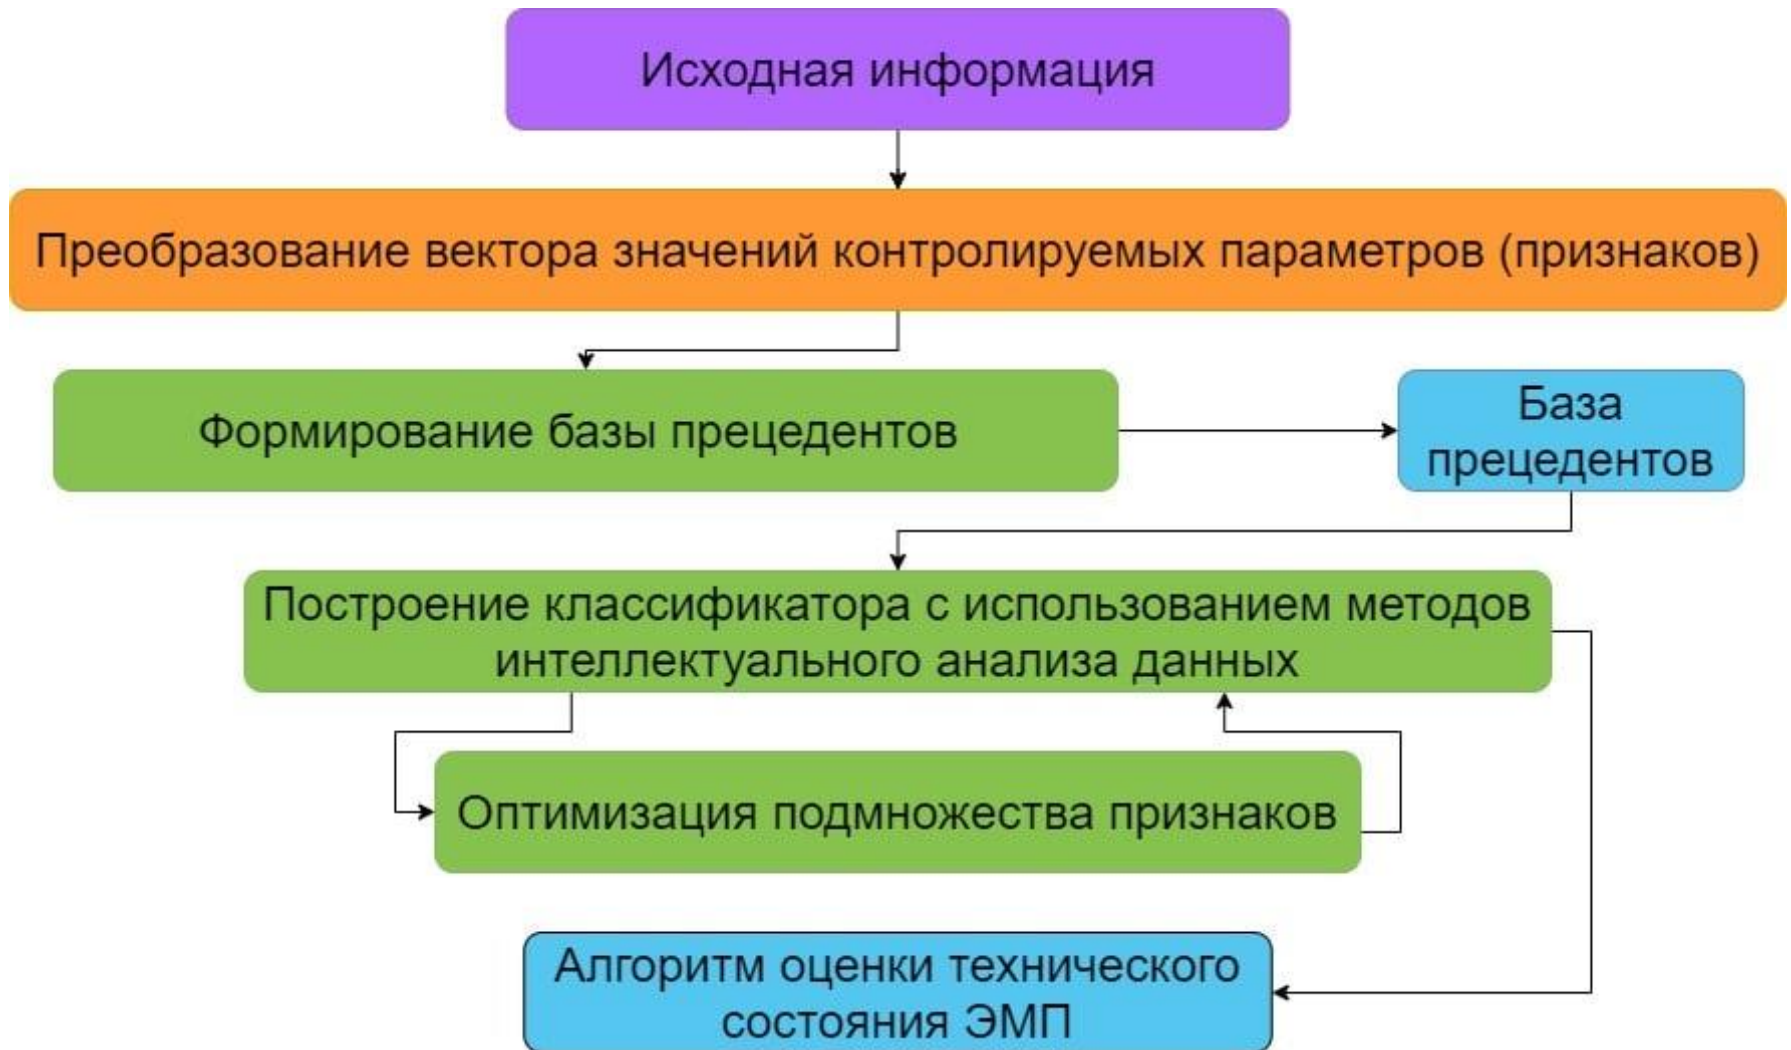 Исходная информация
Преобразование вектора значений контролируемых параметров (признаков)
Формирование базы прецедентов
База
прецедентов
Построение классификатора с использованием методов
интеллектуального анализа данных
Оптимизация подмножества признаков
Алгоритм оценки технического
состояния ЭМП